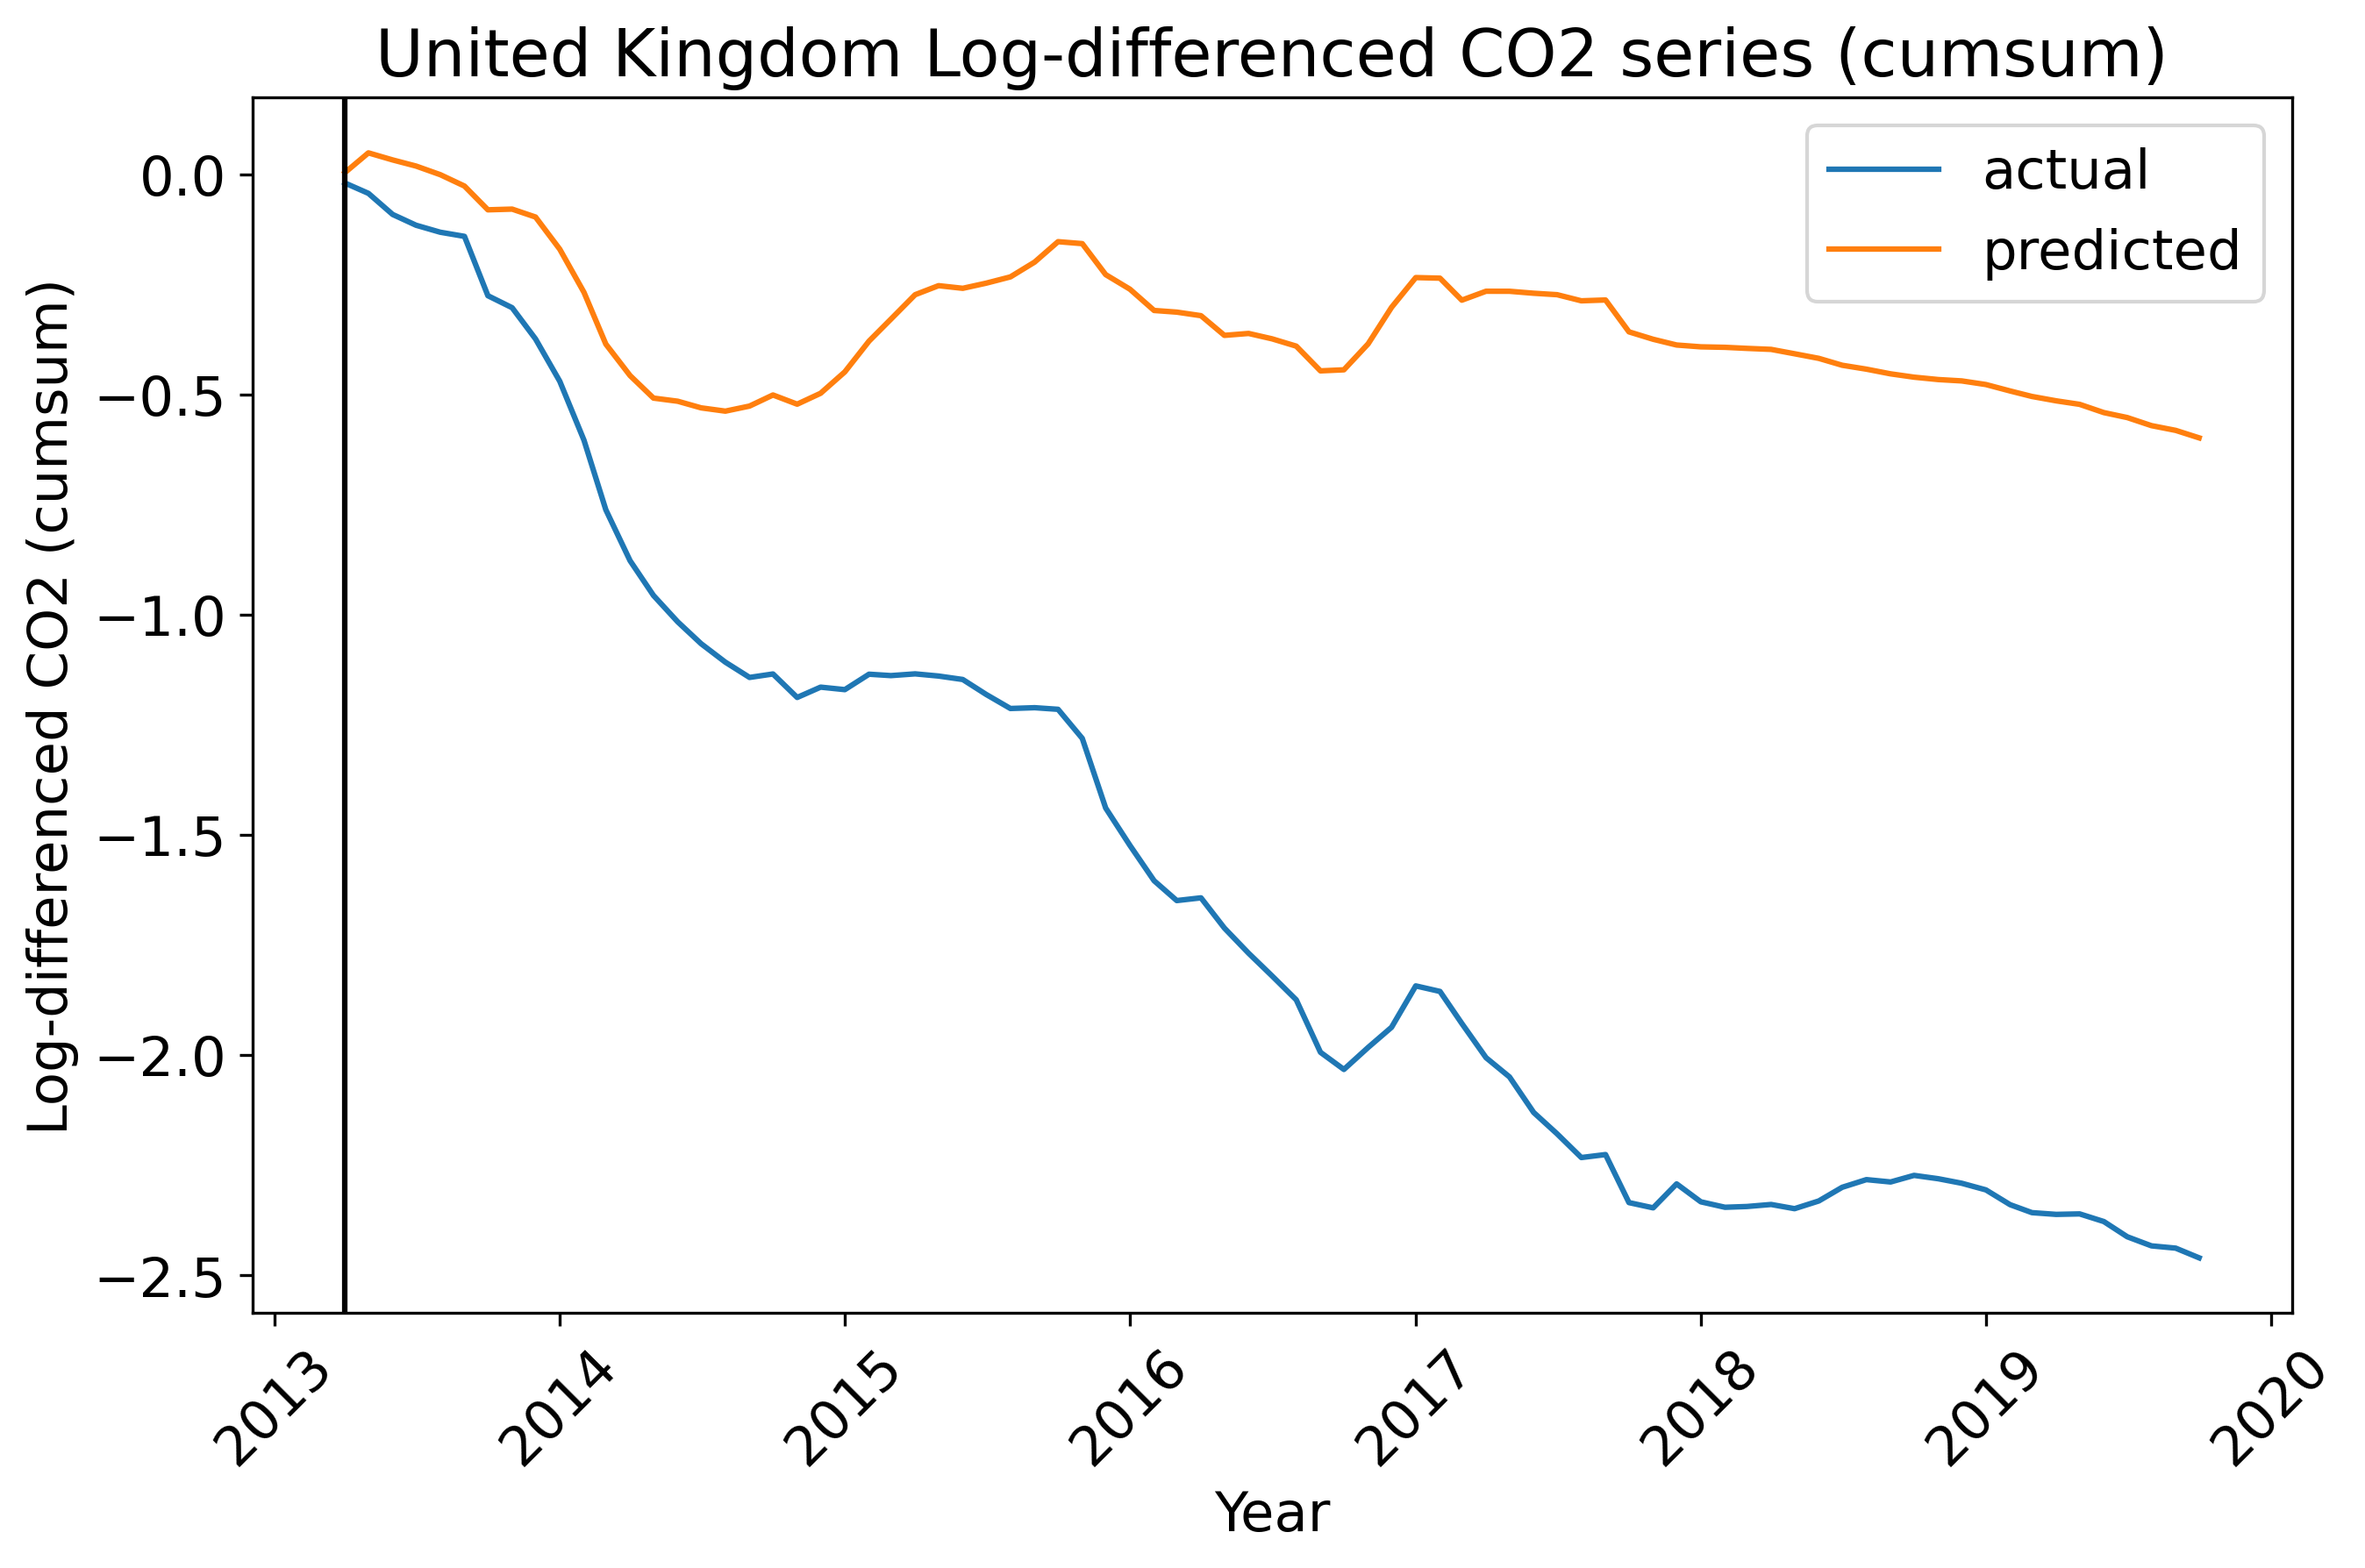 United Kingdom Log-differenced CO2 series (cumsum)
Log-differenced CO2 (cumsum)
0.0
−0.5
−1.0
−1.5
−2.0
−2.5
actual
predicted
2013
2014
2015
2016
2017
2018
2019
2020
Year